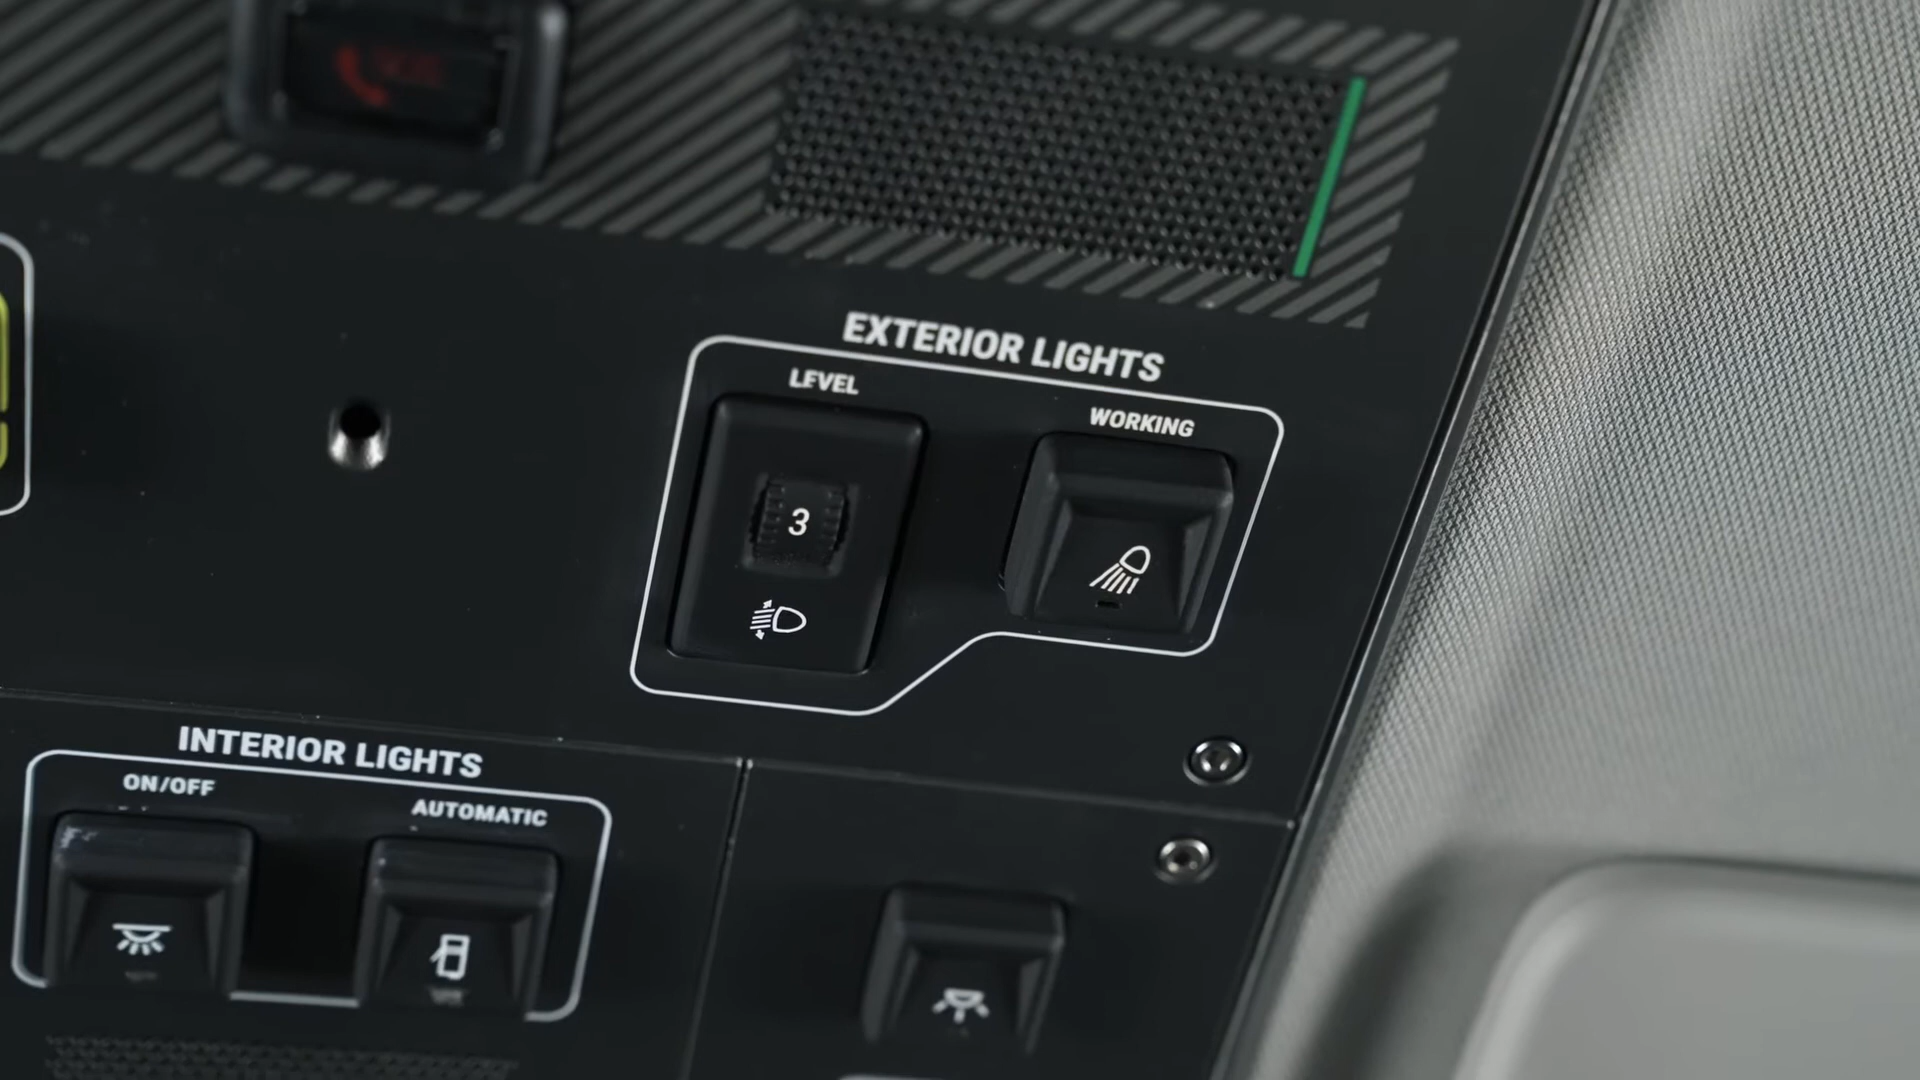 EXTERIOR LIGHTS
LEVEL
WORKING
3
INTERIOR LIGHTS
ON/OFF
AUTOMATIC